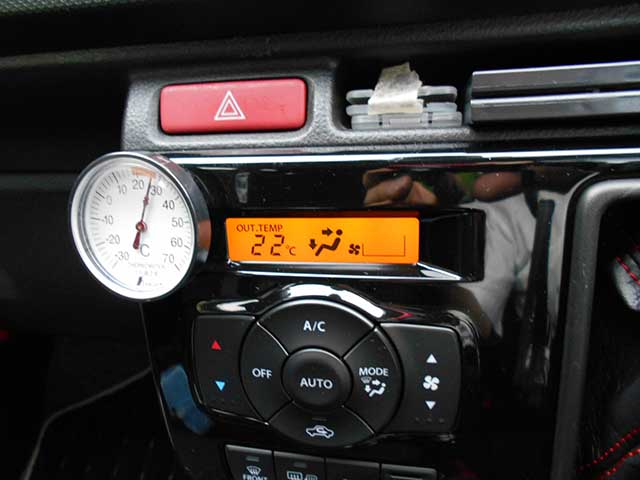 10 20 30 40
0 50
-10 60
-20 70
-30
°C
THERMOMETER
OUT.TEMP
22°C
A/C
OFF
AUTO
MODE
FRONT